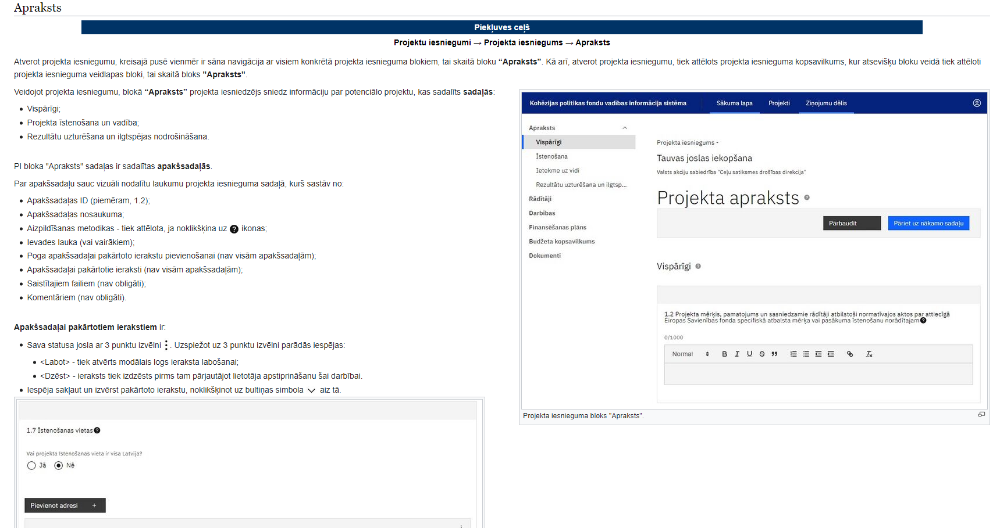 Apraksts
Piekļuves ceļš
Projektu iesniegumi → Projekta iesniegums → Apraksts
Atverot projekta iesniegumu, kreisajā pusē vienmēr ir sāna navigācija ar visiem konkrētā projekta iesnieguma blokiem, tai skaitā bloku “Apraksts”. Kā arī, atverot projekta iesniegumu, tiek attēlots projekta iesnieguma kopsavilkums, kur atsevišķu bloku veidā tiek attēloti
projekta iesnieguma veidlapas bloki, tai skaitā bloks "Apraksts".
Veidojot projekta iesniegumu, blokā “Apraksts” projekta iesniedzējs sniedz informāciju par potenciālo projektu, kas sadalīts sadaļās:
• Vispārīgi;
• Projekta īstenošana un vadība;
• Rezultātu uzturēšana un ilgtspējas nodrošināšana.
PI bloka "Apraksts" sadaļas ir sadalītas apakšsadaļās.
Par apakšsadaļu sauc vizuāli nodalītu laukumu projekta iesnieguma sadaļā, kurš sastāv no:
• Apakšsadaļas ID (piemēram, 1.2);
• Apakšsadaļas nosaukuma;
• Aizpildīšanas metodikas - tiek attēlota, ja noklikšķina uz ? ikonas;
• Ievades lauka (vai vairākiem);
• Poga apakšsadaļai pakārtoto ierakstu pievienošanai (nav visām apakšsadaļām);
• Apakšsadaļai pakārtotie ieraksti (nav visām apakšsadaļām);
• Saistītajiem failiem (nav obligāti);
• Komentāriem (nav obligāti).
Apakšsadaļai pakārtotiem ierakstiem ir:
• Sava statusa josla ar 3 punktu izvēlni ⋮. Uzspiežot uz 3 punktu izvēlni parādās iespējas:
• <Labot> - tiek atvērts modālais logs ieraksta labošanai;
• <Dzēst> - ieraksts tiek izdzēsts pirms tam pārjautājot lietotāja apstiprināšanu šai darbībai.
• Iespēja sakļaut un izvērst pakārtoto ierakstu, noklikšķinot uz bultiņas simbola aiz tā.
1.7 Īstenošanas vietas ?
Vai projekta īstenošanas vieta ir visa Latvija?
Jā Nē
Pievienot adresi +
Kohēzijas politikas fondu vadības informācija sistēma Sākuma lapa Projekti Ziņojumu dēlis
Apraksts
Vispārīgi
Īstenošana
Ietekme uz vidi
Rezultātu uzturēšana un ilgtsp...
Rādītāji
Darbības
Finansēšanas plāns
Budžeta kopsavilkums
Dokumenti
Projekta iesniegums -
Tauvas joslas iekopšana
Valsts akciju sabiedrība "Ceļu satiksmes drošības direkcija"
Projekta apraksts ?
Pārbaudīt Pāriet uz nākamo sadaļu
Vispārīgi ?
1.2 Projekta mērķis, pamatojums un sasniedzamie rādītāji atbilstoši normatīvajos aktos par attiecīgā
Eiropas Savienības fonda specifiskā atbalsta mērķa vai pasākuma īstenošanu norādītajam ?
0/1000
Normal B I U S ”
Projekta iesnieguma bloks "Apraksts".